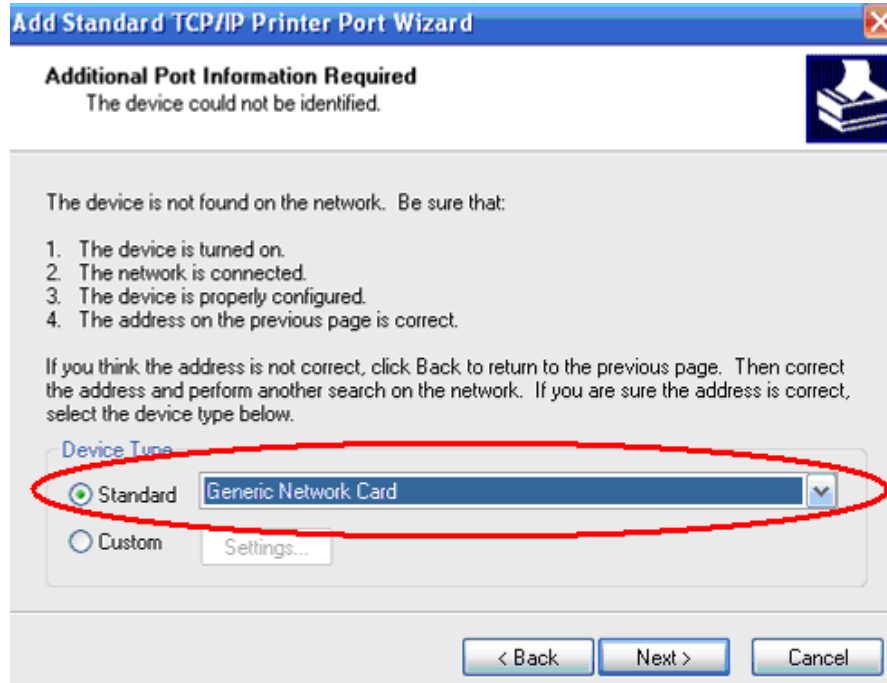 Add Standard TCP/IP Printer Port Wizard
Additional Port Information Required
The device could not be identified.
The device is not found on the network.  Be sure that:
1.  The device is turned on.
2.  The network is connected.
3.  The device is properly configured.
4.  The address on the previous page is correct.
If you think the address is not correct, click Back to return to the previous page.  Then correct
the address and perform another search on the network.  If you are sure the address is correct,
select the device type below.
Device Type
Standard
Generic Network Card
Custom
Settings...
< Back
Next >
Cancel